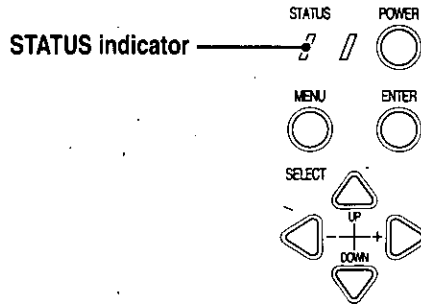 STATUS POWER
STATUS indicator
MENU ENTER
SELECT
UP
- +
DOWN